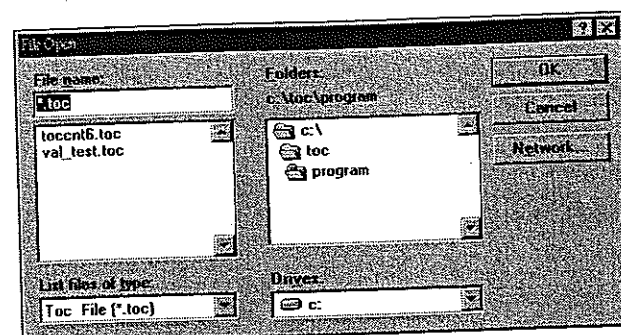 File Open
File name:
*.toc
toccnt6.toc
val_test.toc
List files of type:
Toc File (*.toc)
Folders:
c:\toc\program
c:\
toc
program
Drives:
c:
OK
Cancel
Network...